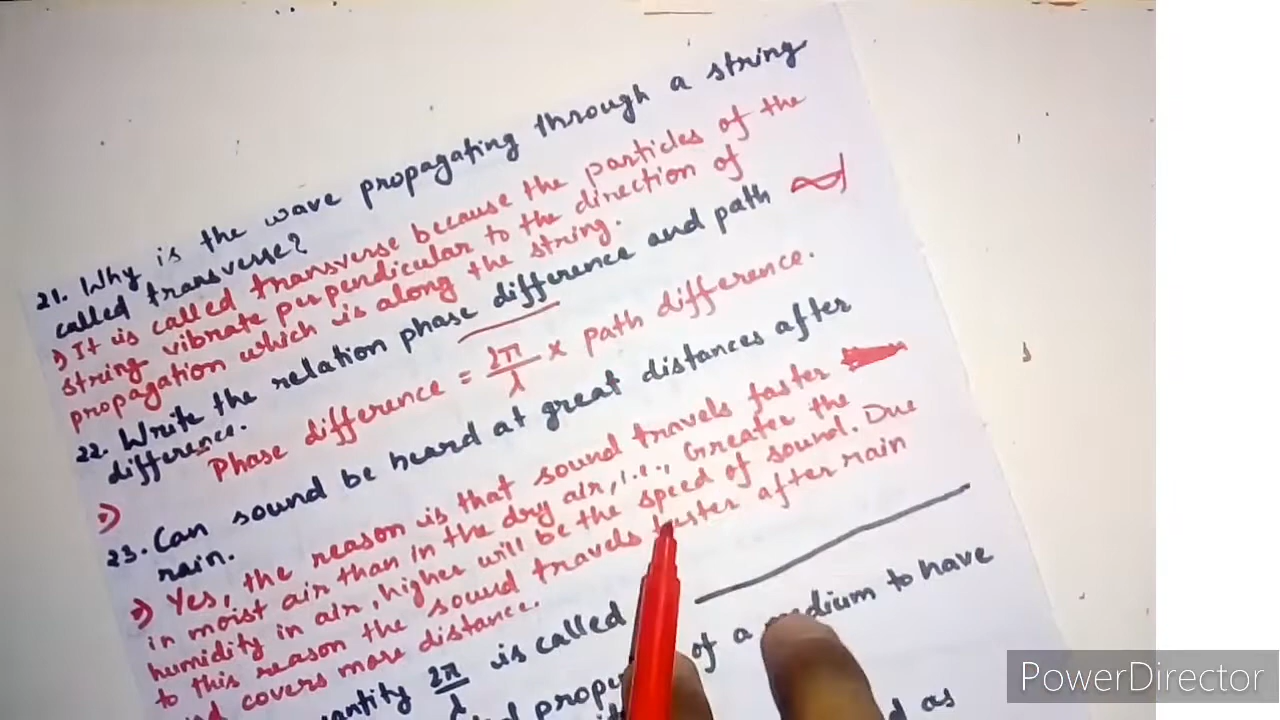 21. Why is the wave propagating through a string
called transverse?
⇒ It is called transverse because the particles of the
string vibrate perpendicular to the direction of
propagation which is along the string.
22. Write the relation phase difference and path
difference.
⇒ Phase difference = 2π/λ × path difference.
23. Can sound be heard at great distances after
rain.
⇒ Yes, the reason is that sound travels faster
in moist air than in the dry air, i.e., Greater the
humidity in air, higher will be the speed of sound. Due
to this reason the sound travels faster after rain
and covers more distance.
quantity 2π/λ is called
of a medium to have
as
PowerDirector